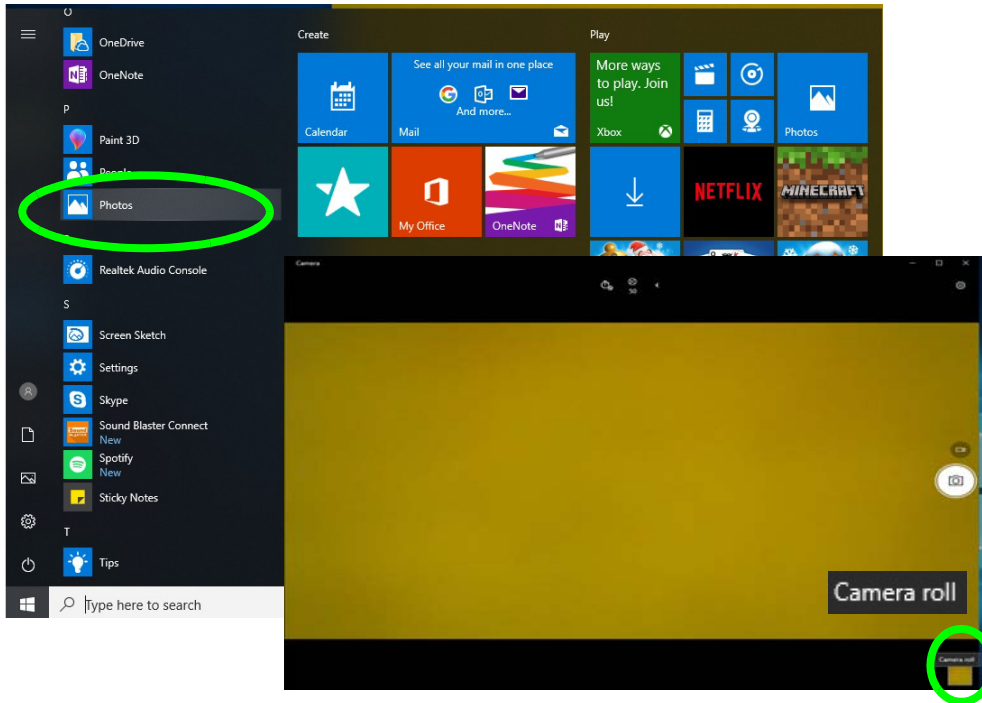 O
OneDrive
OneNote
P
Paint 3D
People
Photos
Realtek Audio Console
S
Screen Sketch
Settings
Skype
Sound Blaster Connect
New
Spotify
New
Sticky Notes
T
Tips
Type here to search
Create
See all your mail in one place
And more...
Calendar
Mail
My Office
OneNote
Play
More ways
to play. Join
us!
Xbox
Photos
NETFLIX
MINECRAFT
Camera
Camera roll
Camera roll